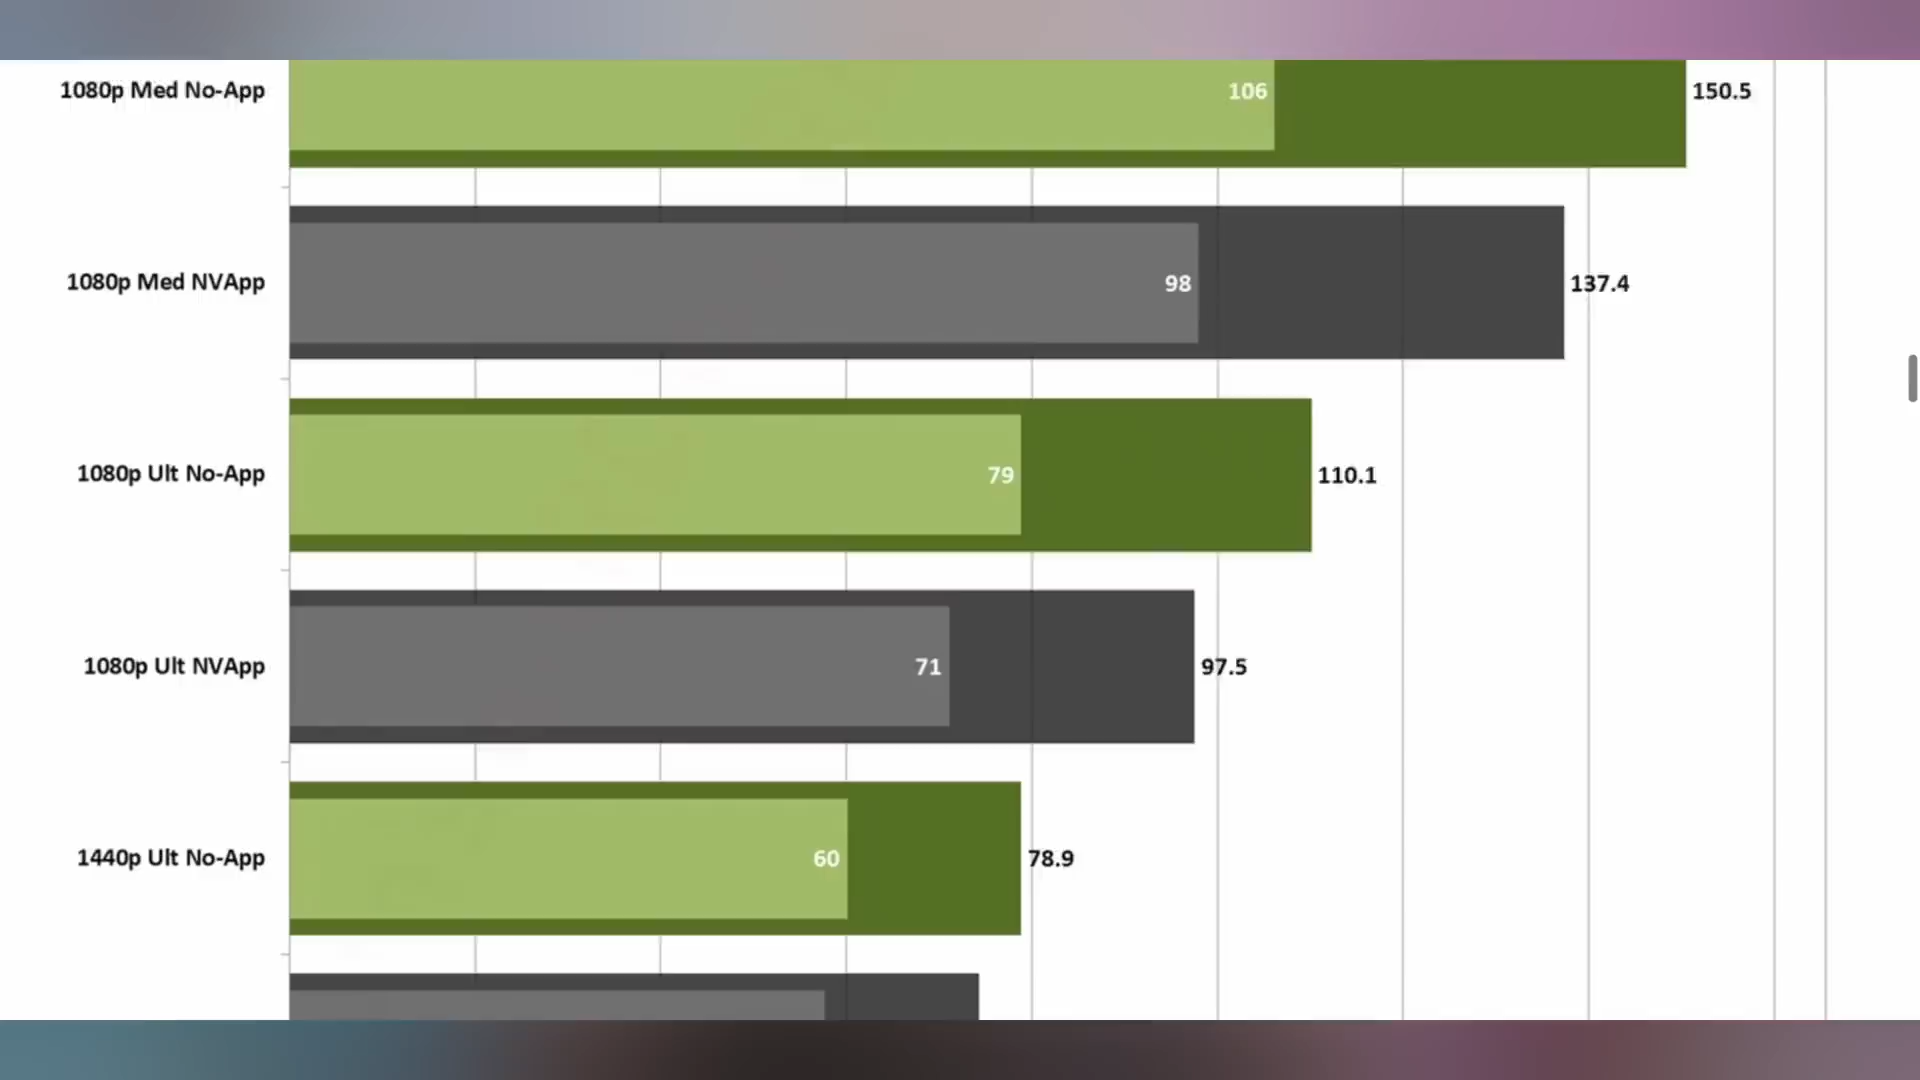 1080p Med No-App 106 150.5
1080p Med NVApp 98 137.4
1080p Ult No-App 79 110.1
1080p Ult NVApp 71 97.5
1440p Ult No-App 60 78.9